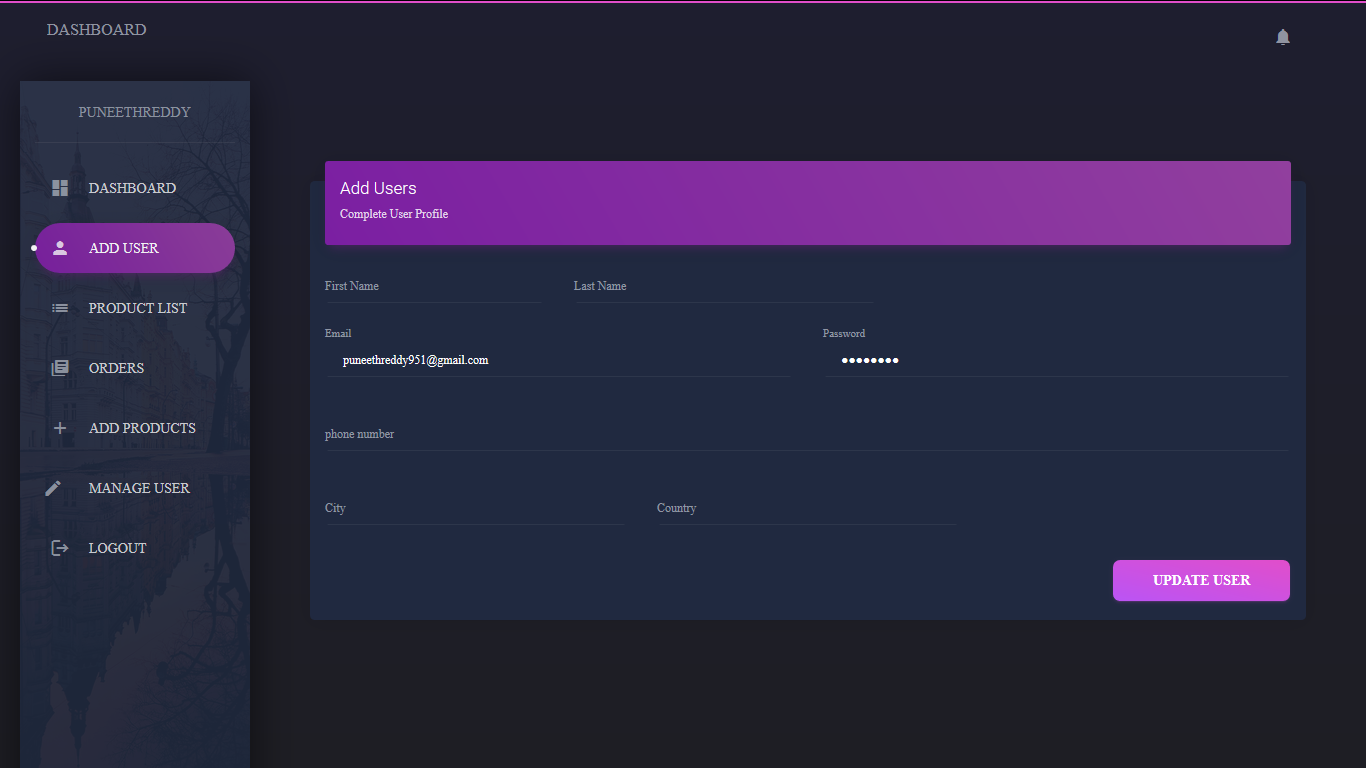 DASHBOARD
PUNEETHREDDY
DASHBOARD
ADD USER
PRODUCT LIST
ORDERS
ADD PRODUCTS
MANAGE USER
LOGOUT
Add Users
Complete User Profile
First Name Last Name
Email Password
puneethreddy951@gmail.com ●●●●●●●●
phone number
City Country
UPDATE USER